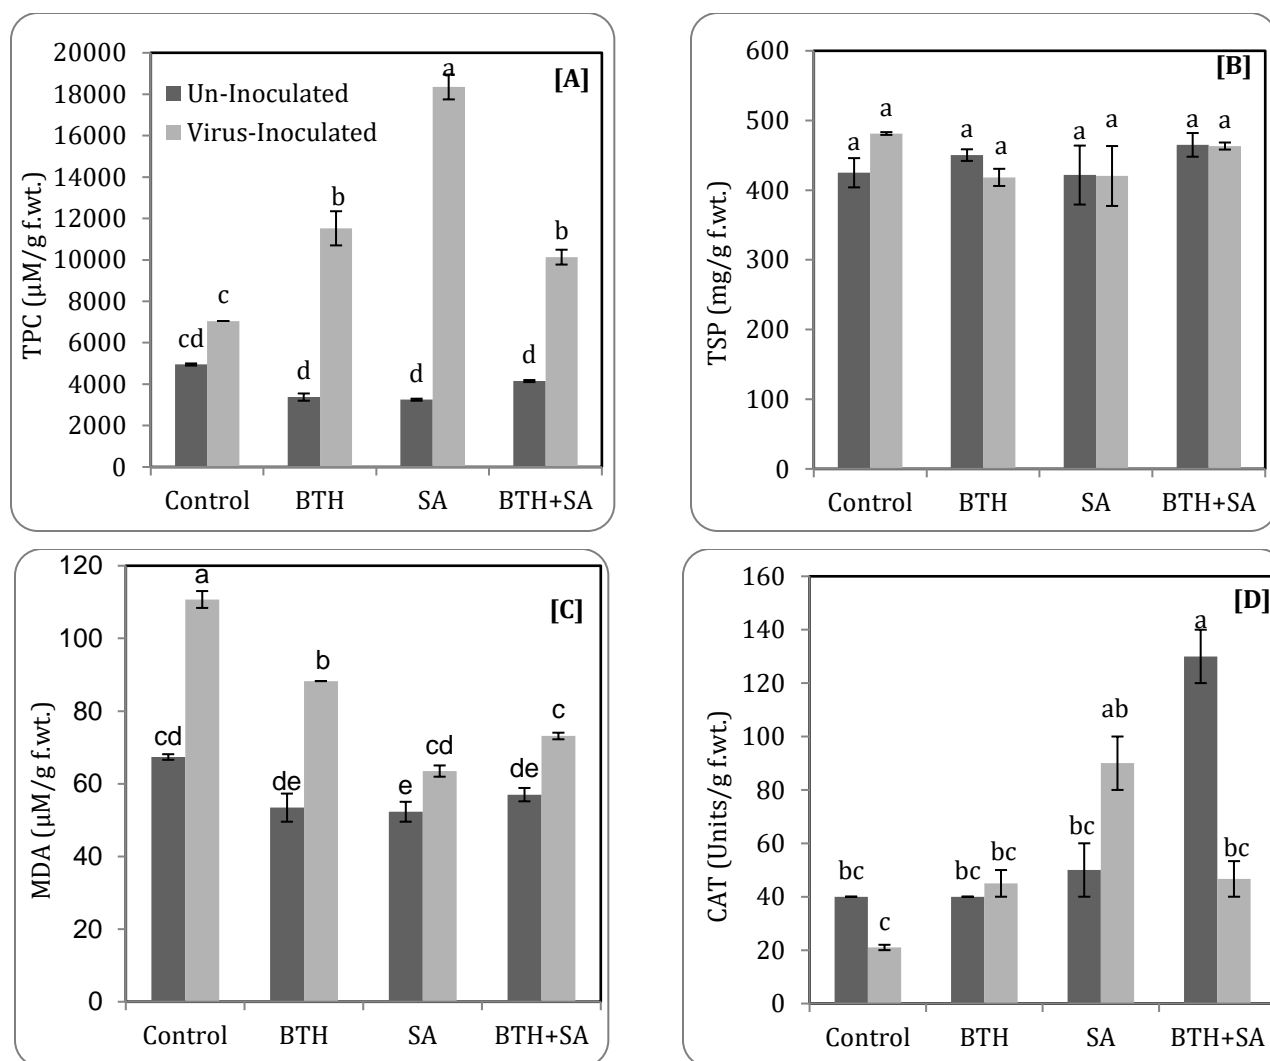 20000
18000
16000
14000
12000
10000
8000
6000
4000
2000
0
TPC (µM/g f.wt.)
[A]
Un-Inoculated
Virus-Inoculated
cd
c
d
b
d
a
d
b
Control
BTH
SA
BTH+SA
600
500
400
300
200
100
0
TSP (mg/g f.wt.)
[B]
a
a
a
a
a
a
a
a
Control
BTH
SA
BTH+SA
120
100
80
60
40
20
0
MDA (µM/g f.wt.)
[C]
cd
a
de
b
e
cd
de
c
Control
BTH
SA
BTH+SA
160
140
120
100
80
60
40
20
0
CAT (Units/g f.wt.)
[D]
bc
c
bc
bc
bc
ab
a
bc
Control
BTH
SA
BTH+SA